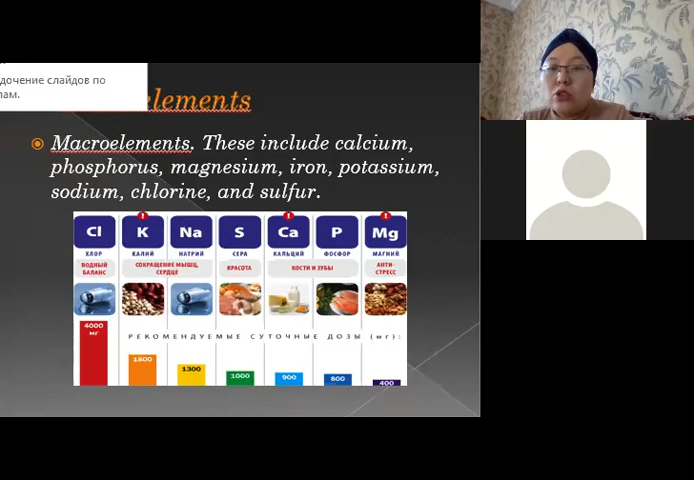 дочение слайдов по
лам.
elements
Macroelements. These include calcium,
phosphorus, magnesium, iron, potassium,
sodium, chlorine, and sulfur.
Cl K Na S Ca P Mg
ХЛОР КАЛИЙ НАТРИЙ СЕРА КАЛЬЦИЙ ФОСФОР МАГНИЙ
ВОДНЫЙ БАЛАНС СОКРАЩЕНИЕ МЫШЦ, СЕРДЦЕ КРАСОТА КОСТИ И ЗУБЫ АНТИ-СТРЕСС
4000 мг
РЕКОМЕНДУЕМЫЕ СУТОЧНЫЕ ДОЗЫ (мг):
1800 1300 1000 900 800 400